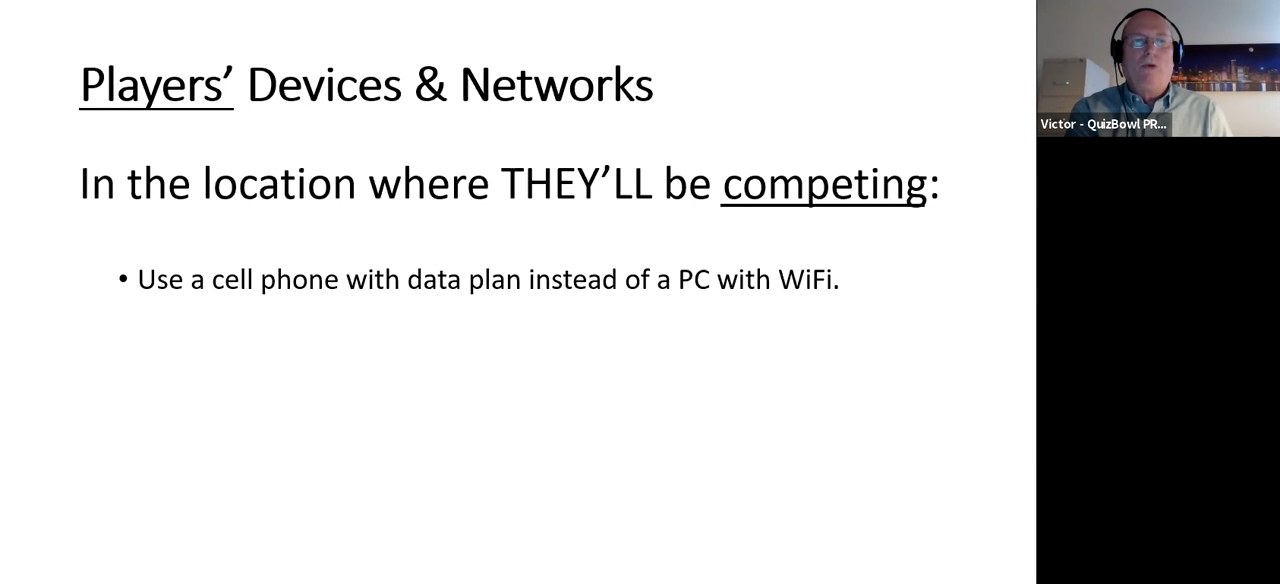 Players’ Devices & Networks
In the location where THEY’LL be competing:
• Use a cell phone with data plan instead of a PC with WiFi.
Victor - QuizBowl PR...